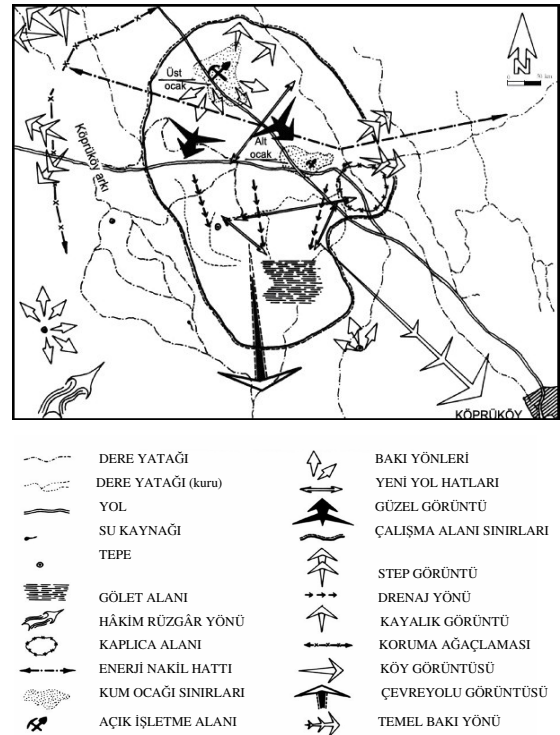 N
Üst
ocak
Köprüköy arkı
Alt
ocak
KÖPRÜKÖY
DERE YATAĞI
DERE YATAĞI (kuru)
YOL
SU KAYNAĞI
TEPE
GÖLET ALANI
HÂKİM RÜZGÂR YÖNÜ
KAPLICA ALANI
ENERJİ NAKİL HATTI
KUM OCAĞI SINIRLARI
AÇIK İŞLETME ALANI
BAKI YÖNLERİ
YENİ YOL HATLARI
GÜZEL GÖRÜNTÜ
ÇALIŞMA ALANI SINIRLARI
STEP GÖRÜNTÜ
DRENAJ YÖNÜ
KAYALIK GÖRÜNTÜ
KORUMA AĞAÇLAMASI
KÖY GÖRÜNTÜSÜ
ÇEVREYOLU GÖRÜNTÜSÜ
TEMEL BAKI YÖNÜ